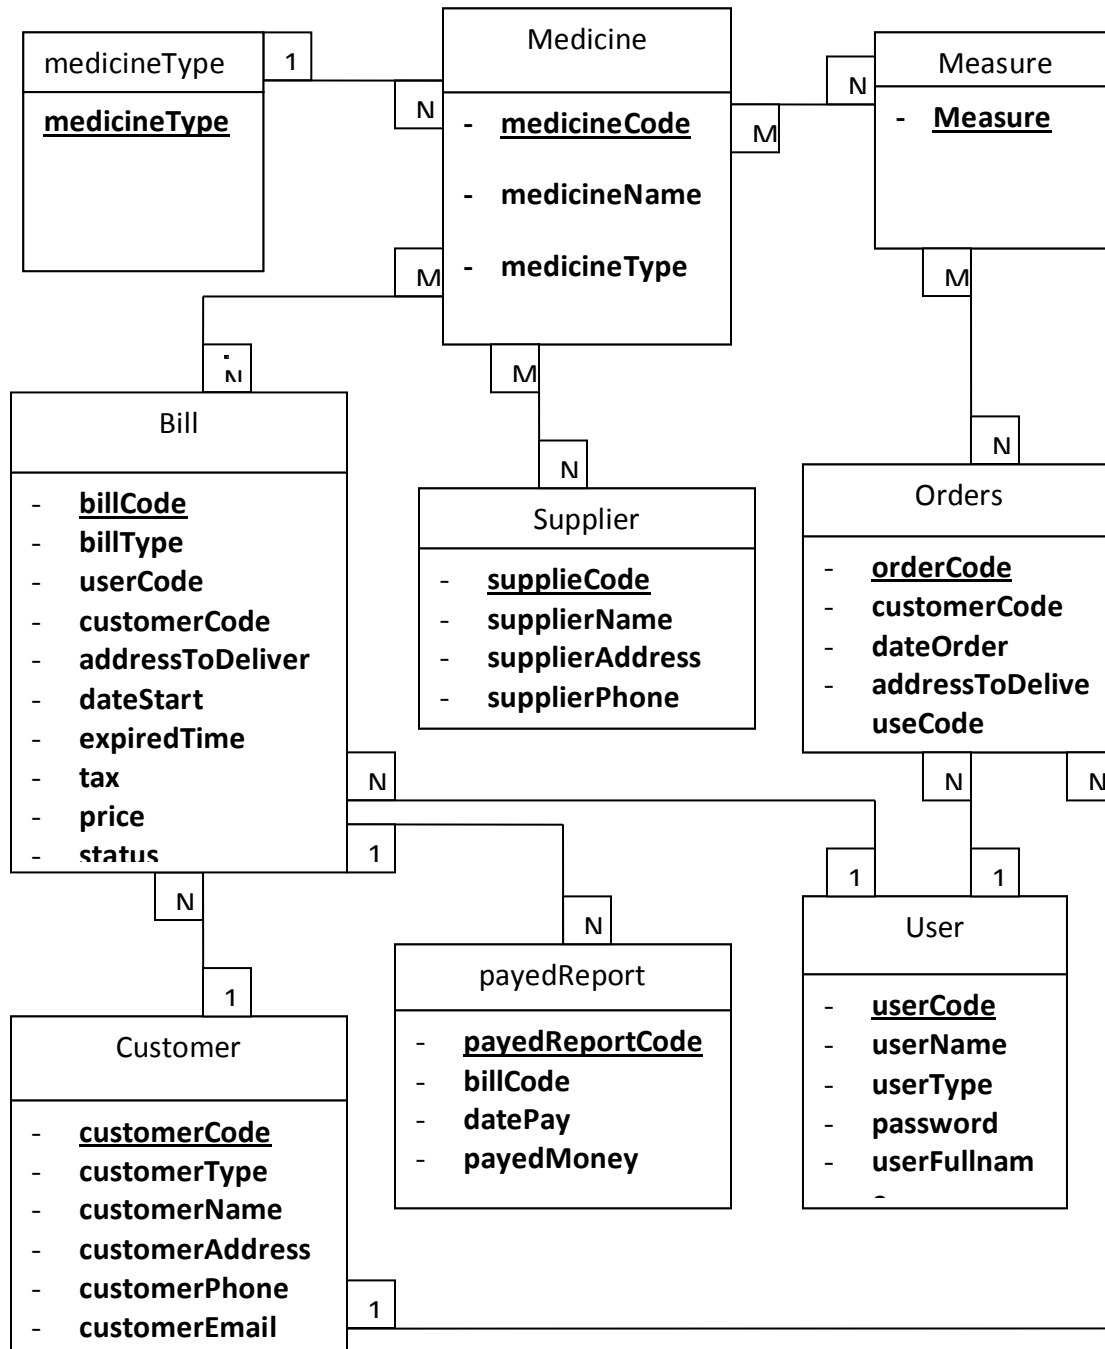 medicineType
1
N
medicineType
Medicine
- medicineCode
- medicineName
- medicineType
Measure
N
M
- Measure
M
M
N
M
N
M
N
Bill
- billCode
- billType
- userCode
- customerCode
- addressToDeliver
- dateStart
- expiredTime
- tax
- price
- status
Supplier
- supplieCode
- supplierName
- supplierAddress
- supplierPhone
Orders
- orderCode
- customerCode
- dateOrder
- addressToDelive
useCode
N
N
N
1
1
1
N
N
1
payedReport
- payedReportCode
- billCode
- datePay
- payedMoney
User
- userCode
- userName
- userType
- password
- userFullnam
Customer
- customerCode
- customerType
- customerName
- customerAddress
- customerPhone
- customerEmail
1